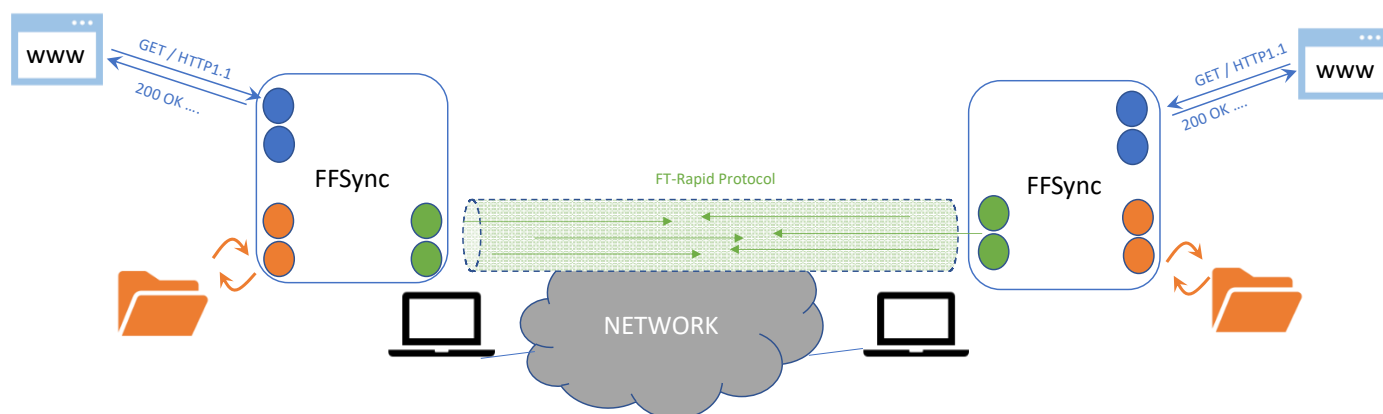 www
GET / HTTP1.1
200 OK ....
FFSync
FT-Rapid Protocol
NETWORK
FFSync
GET / HTTP1.1
200 OK ....
www